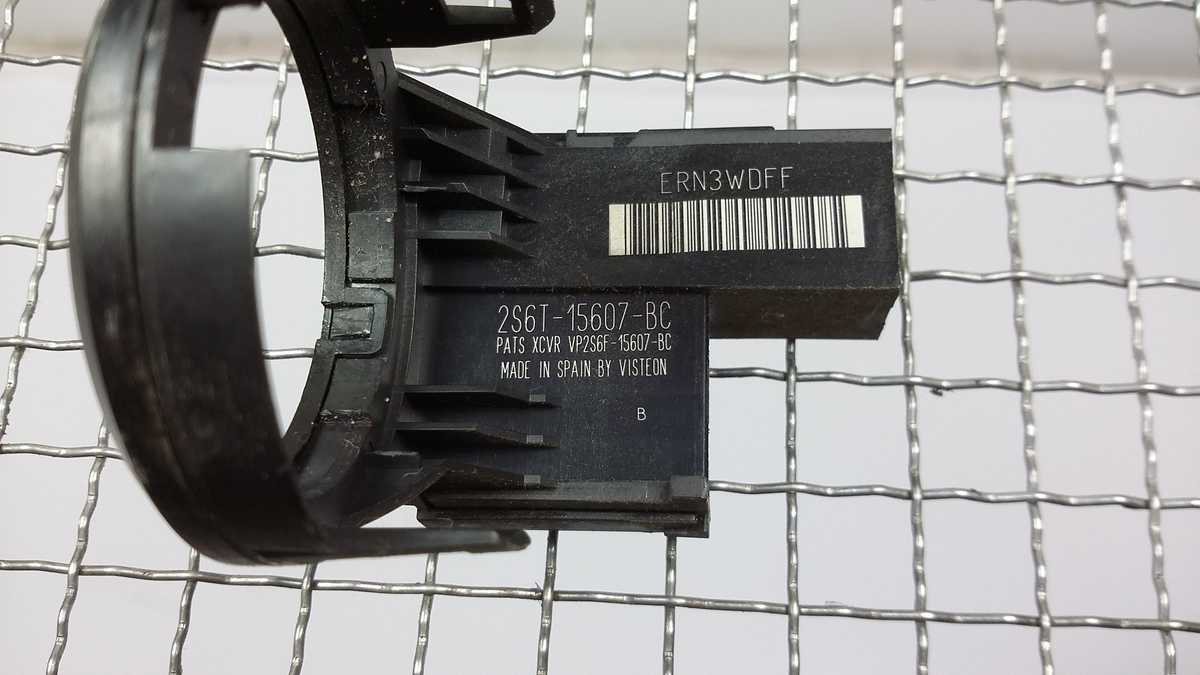 ERN3WDFF
2S6T-15607-BC
PATS XCVR VP2S6F-15607-BC
MADE IN SPAIN BY VISTEON
B